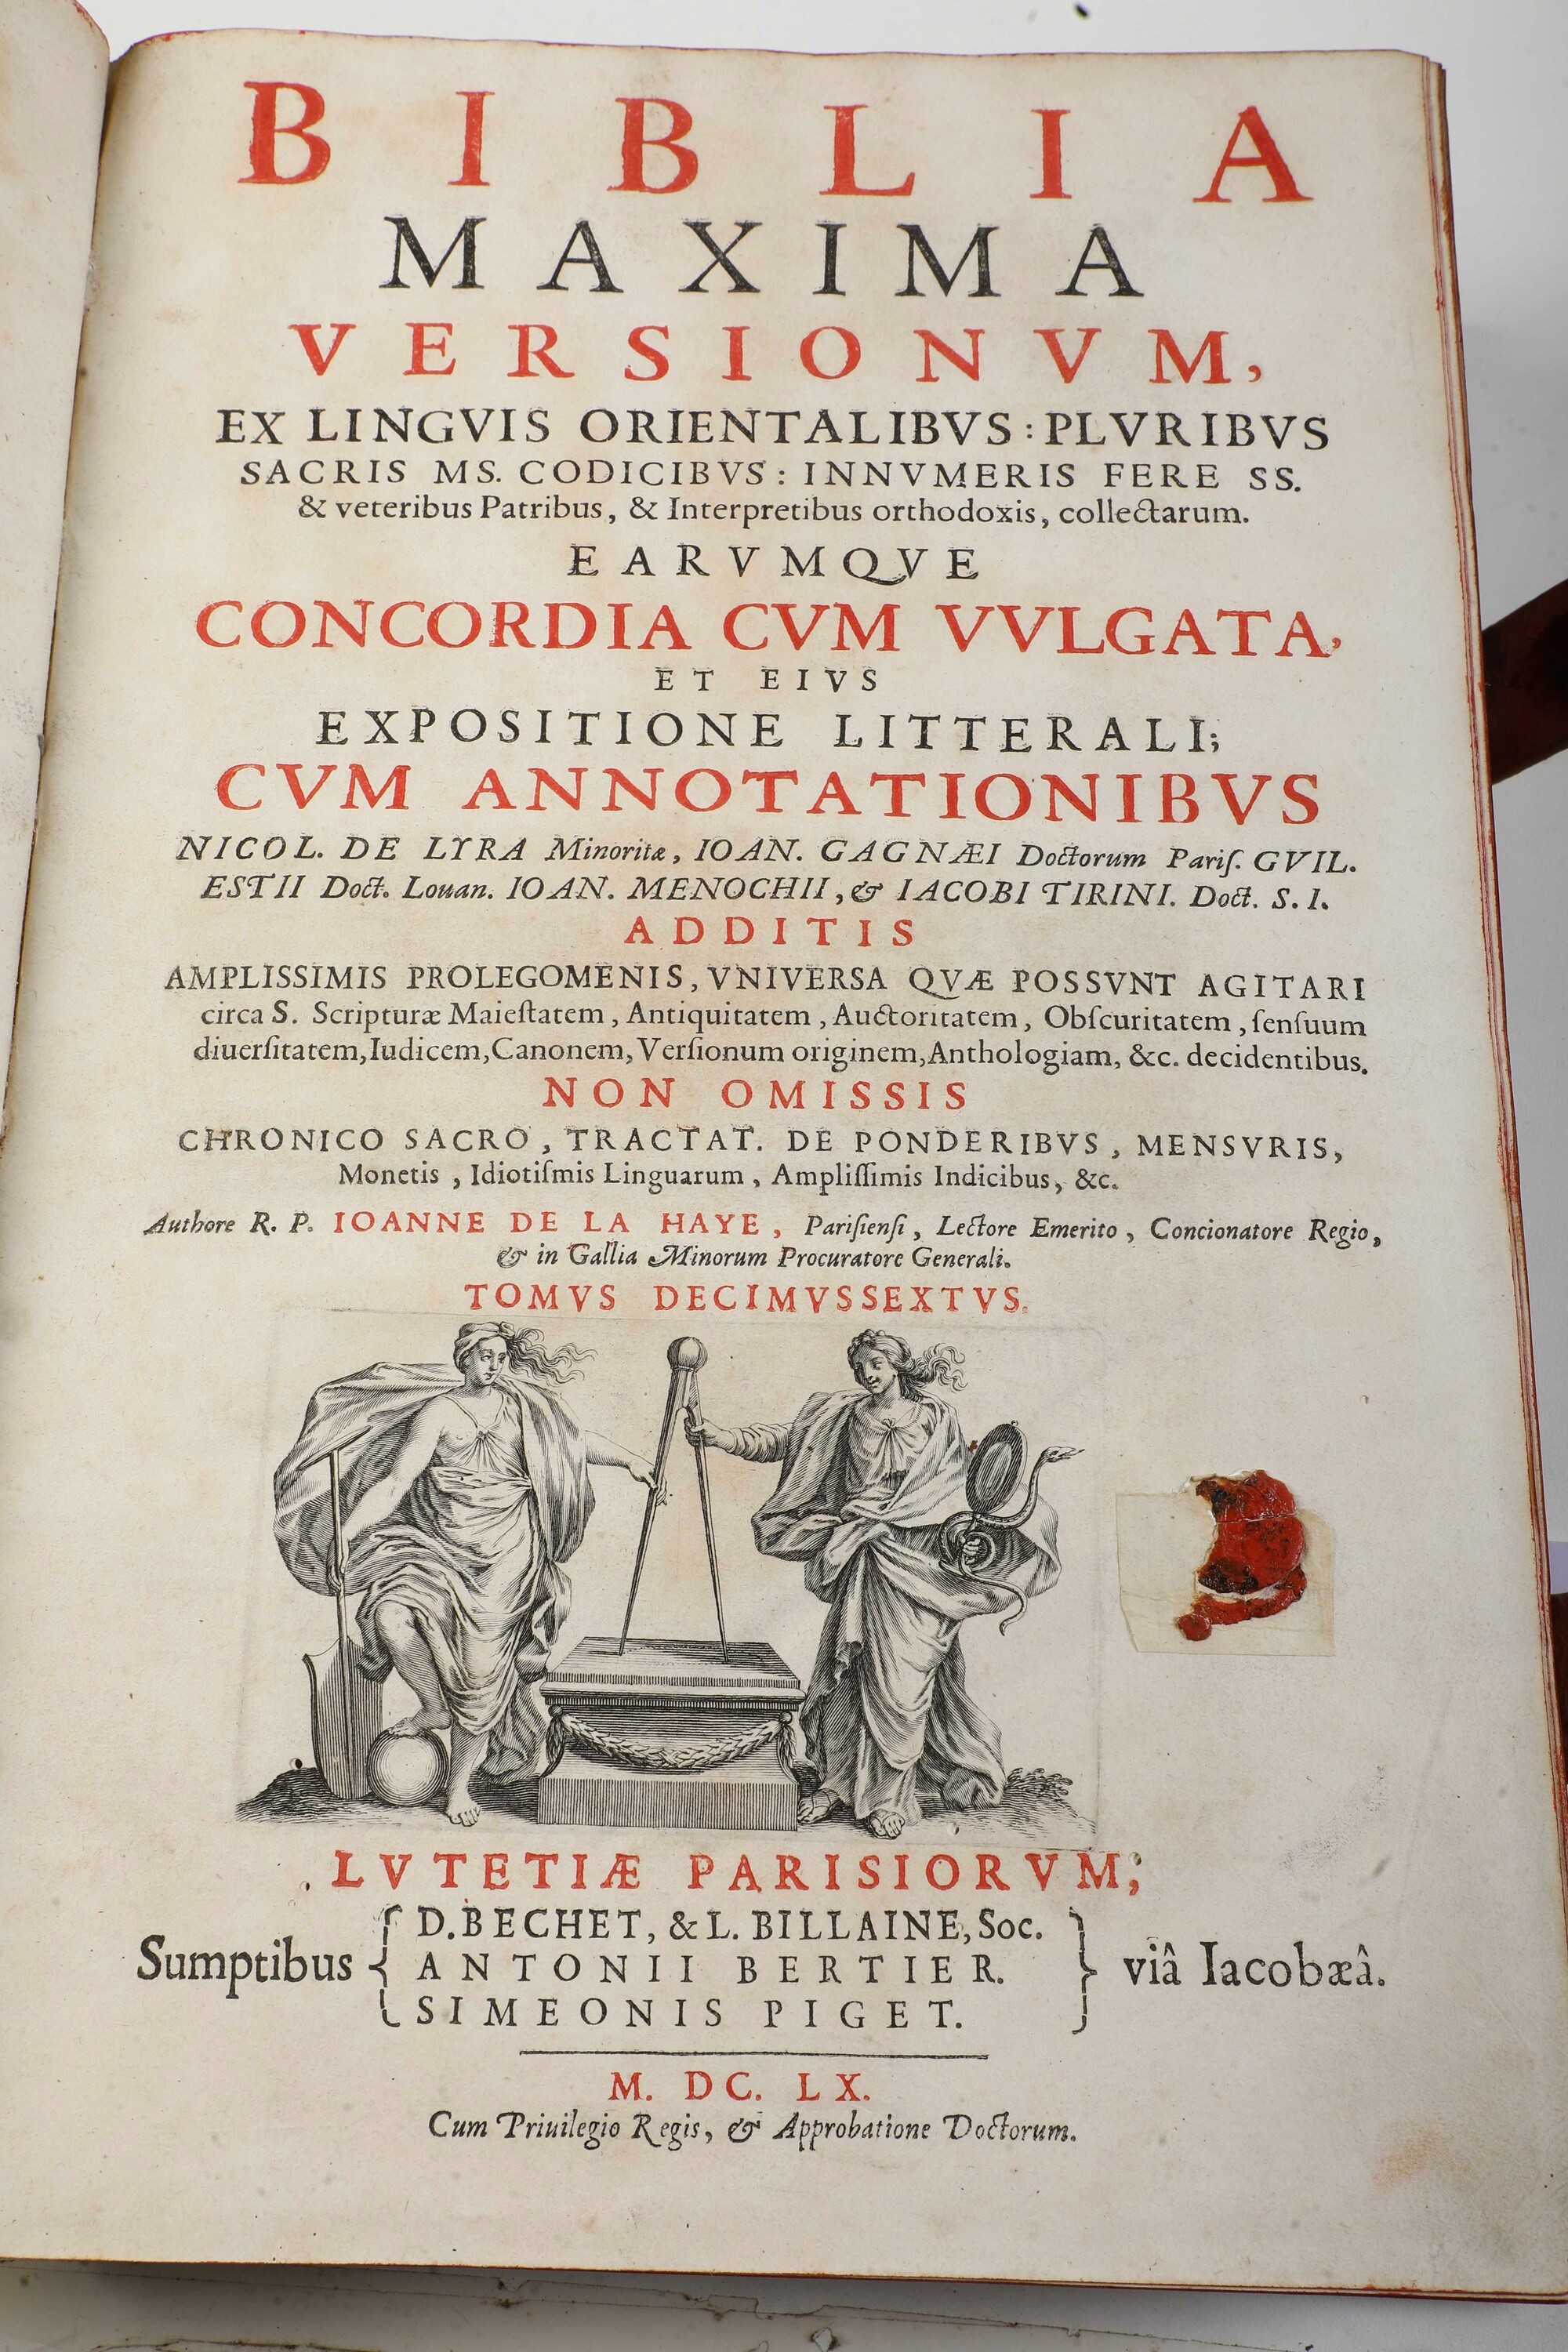 BIBLIA
MAXIMA
VERSIONVM,
EX LINGVIS ORIENTALIBVS : PLVRIBVS
SACRIS MS. CODICIBVS : INNVMERIS FERE SS.
& veteribus Patribus, & Interpretibus orthodoxis, collectarum.
EARVMQVE
CONCORDIA CVM VVLGATA,
ET EIVS
EXPOSITIONE LITTERALI;
CVM ANNOTATIONIBVS
NICOL. DE LYRA Minoritæ, IOAN. GAGNÆI Doctorum Pariſ. GVIL.
ESTII Doct. Louan. IOAN. MENOCHII, & IACOBI TIRINI. Doct. S. I.
ADDITIS
AMPLISSIMIS PROLEGOMENIS, VNIVERSA QVÆ POSSVNT AGITARI
circa S. Scripturæ Maieſtatem, Antiquitatem, Auctoritatem, Obſcuritatem, ſenſuum
diuerſitatem, Iudicem, Canonem, Verſionum originem, Anthologiam, &c. decidentibus.
NON OMISSIS
CHRONICO SACRO, TRACTAT. DE PONDERIBVS, MENSVRIS,
Monetis, Idiotiſmis Linguarum, Ampliſſimis Indicibus, &c.
Authore R. P. IOANNE DE LA HAYE, Pariſienſi, Lectore Emerito, Concionatore Regio,
& in Gallia Minorum Procuratore Generali.
TOMVS DECIMVSSEXTVS.
LVTETIÆ PARISIORVM;
D. BECHET, & L. BILLAINE, Soc.
Sumptibus { ANTONII BERTIER. } viâ Iacobæâ.
SIMEONIS PIGET.
M. DC. LX.
Cum Priuilegio Regis, & Approbatione Doctorum.